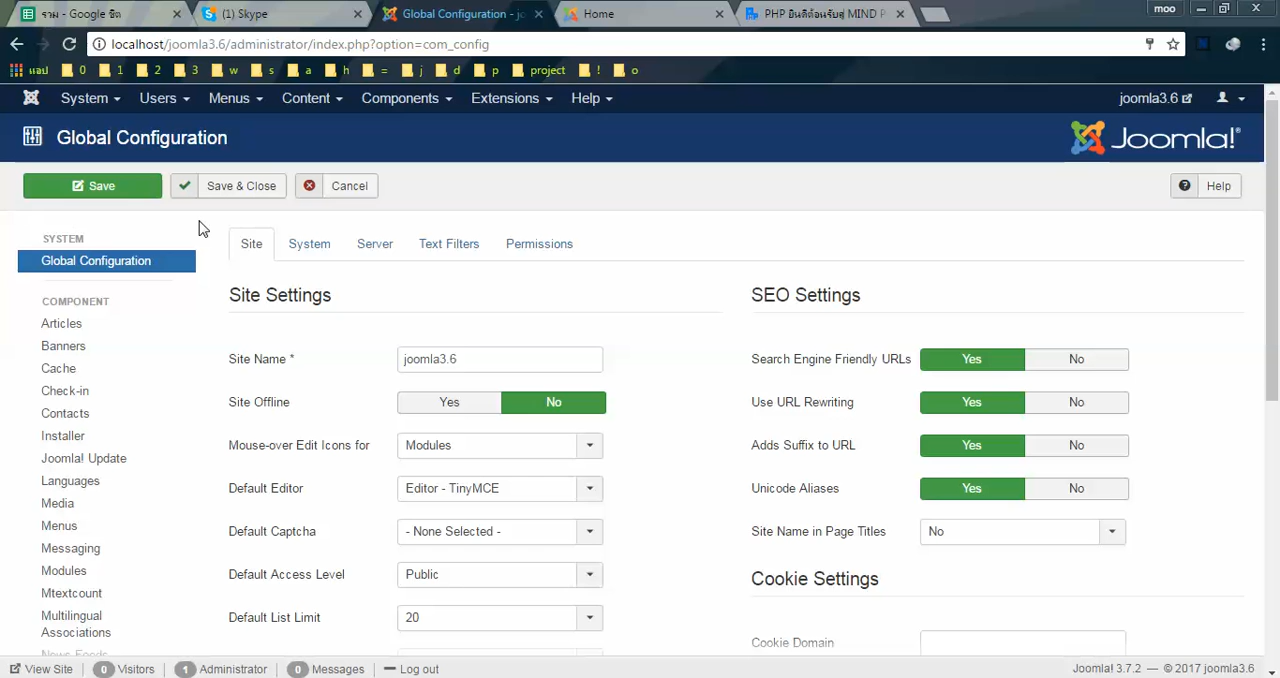 รวม - Google ชีต
(1) Skype
Global Configuration - jo
Home
PHP ยินดีต้อนรับสู่ MIND P
moo
localhost/joomla3.6/administrator/index.php?option=com_config
แอป 0 1 2 3 w s a h = j d p project ! o
System Users Menus Content Components Extensions Help joomla3.6
Global Configuration
Joomla!®
Save Save & Close Cancel Help
SYSTEM
Global Configuration
COMPONENT
Articles
Banners
Cache
Check-in
Contacts
Installer
Joomla! Update
Languages
Media
Menus
Messaging
Modules
Mtextcount
Multilingual
Associations
News Feeds
Site System Server Text Filters Permissions
Site Settings
Site Name * joomla3.6
Site Offline Yes No
Mouse-over Edit Icons for Modules
Default Editor Editor - TinyMCE
Default Captcha - None Selected -
Default Access Level Public
Default List Limit 20
SEO Settings
Search Engine Friendly URLs Yes No
Use URL Rewriting Yes No
Adds Suffix to URL Yes No
Unicode Aliases Yes No
Site Name in Page Titles No
Cookie Settings
Cookie Domain
View Site 0 Visitors 1 Administrator 0 Messages Log out Joomla! 3.7.2 — © 2017 joomla3.6